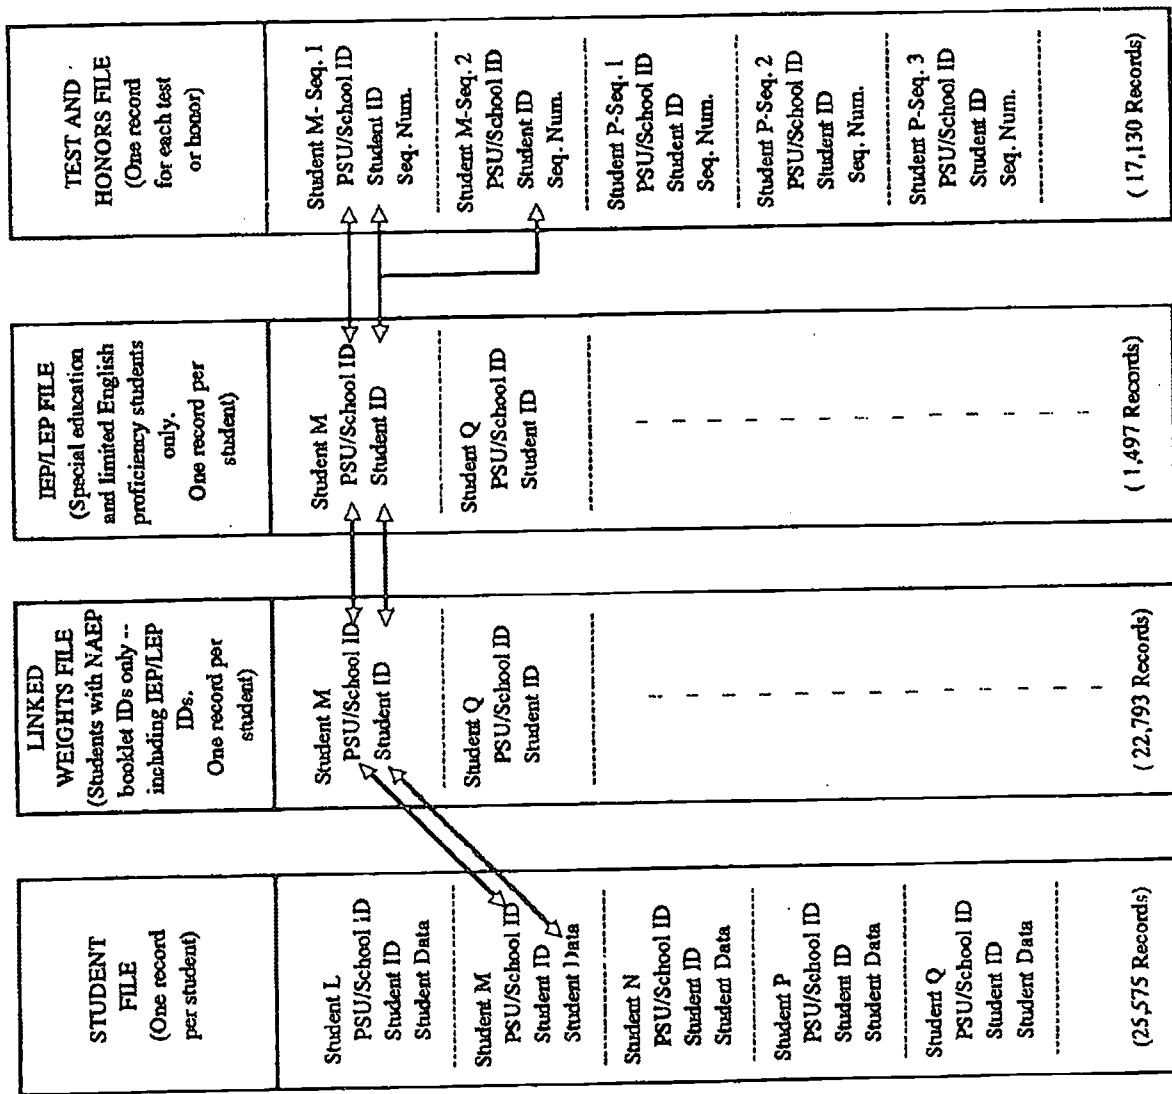 STUDENT
FILE
(One record
per student)
Student L
PSU/School iD
Student ID
Student Data
Student M
PSU/School ID
Student ID
Student Data
Student N
PSU/School ID
Student ID
Student Data
Student P
PSU/School ID
Student ID
Student Data
Student Q
PSU/School ID
Student ID
Student Data
(25,575 Records)
LINKED
WEIGHTS FILE
(Students with NAEP
booklet IDs only --
including IEP/LEP
IDs.
One record per
student)
Student M
PSU/School ID
Student ID
Student Q
PSU/School ID
Student ID
( 22,793 Records)
IEP/LEP FILE
(Special education
and limited English
proficiency students
only.
One record per
student)
Student M
PSU/School ID
Student ID
Student Q
PSU/School ID
Student ID
( 1,497 Records)
TEST AND
HONORS FILE
(One record
for each test
or honor)
Student M- Seq. 1
PSU/School ID
Student ID
Seq. Num.
Student M-Seq. 2
PSU/School ID
Student ID
Seq. Num.
Student P-Seq. 1
PSU/School ID
Student ID
Seq. Num.
Student P-Seq. 2
PSU/School ID
Student ID
Seq. Num.
Student P-Seq. 3
PSU/School ID
Student ID
Seq. Num.
( 17,130 Records)